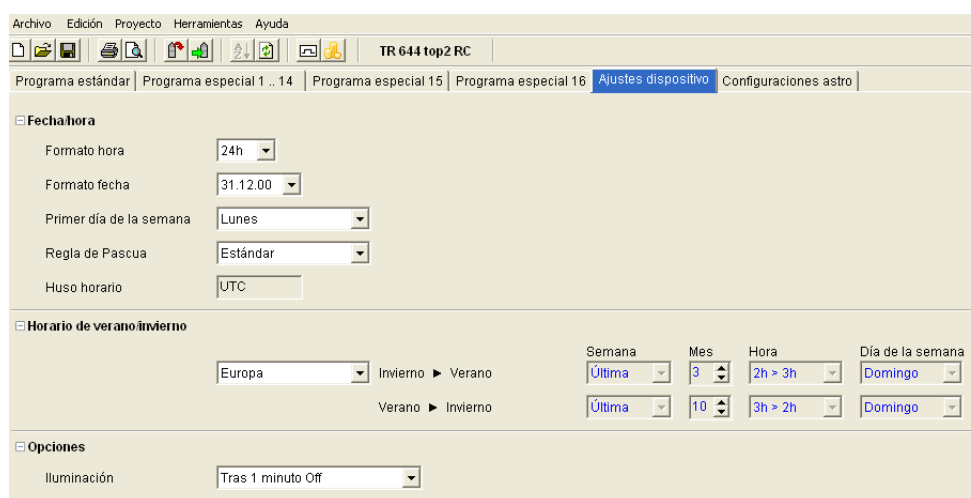 Archivo Edición Proyecto Herramientas Ayuda
TR 644 top2 RC
Programa estándar Programa especial 1 .. 14 Programa especial 15 Programa especial 16 Ajustes dispositivo Configuraciones astro
Fecha/hora
Formato hora 24h
Formato fecha 31.12.00
Primer día de la semana Lunes
Regla de Pascua Estándar
Huso horario UTC
Horario de verano/invierno
Semana Mes Hora Día de la semana
Europa Invierno ► Verano Última 3 2h > 3h Domingo
Verano ► Invierno Última 10 3h > 2h Domingo
Opciones
Iluminación Tras 1 minuto Off